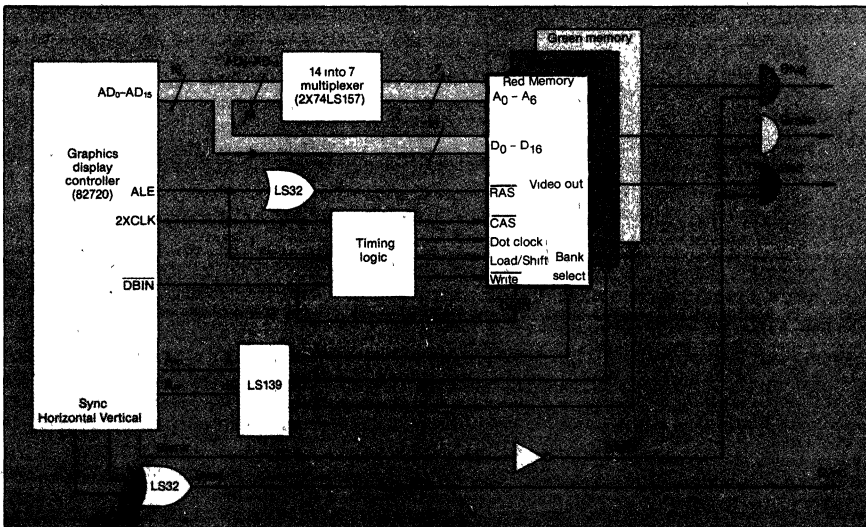 Green memory
14 into 7
multiplexer
(2X74LS157)
Red Memory
A0 – A6
AD0–AD15
D0 – D16
Graphics
display
controller
(82720)
ALE
LS32
RAS
Video out
2XCLK
CAS
Timing
logic
Dot clock
Load/Shift
Bank
select
DBIN
Write
LS139
Sync
Horizontal Vertical
LS32